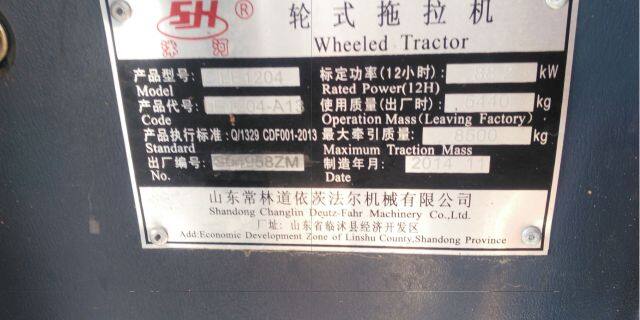 SH ®
沭河
轮式拖拉机
Wheeled Tractor
产品型号:
Model
产品代号:
Code
产品执行标准: Q/1329 CDF001-2013
Standard
出厂编号:
No.
标定功率(12小时): kW
Rated Power(12H)
使用质量(出厂时): 6440 kg
Operation Mass (Leaving Factory)
最大牵引质量: 8500 kg
Maximum Traction Mass
制造年月: 2014 11
Date
山东常林道依茨法尔机械有限公司
Shandong Changlin Deutz-Fahr Machinery Co.,Ltd.
厂址: 山东省临沭县经济开发区
Add:Economic Development Zone of Linshu County,Shandong Province